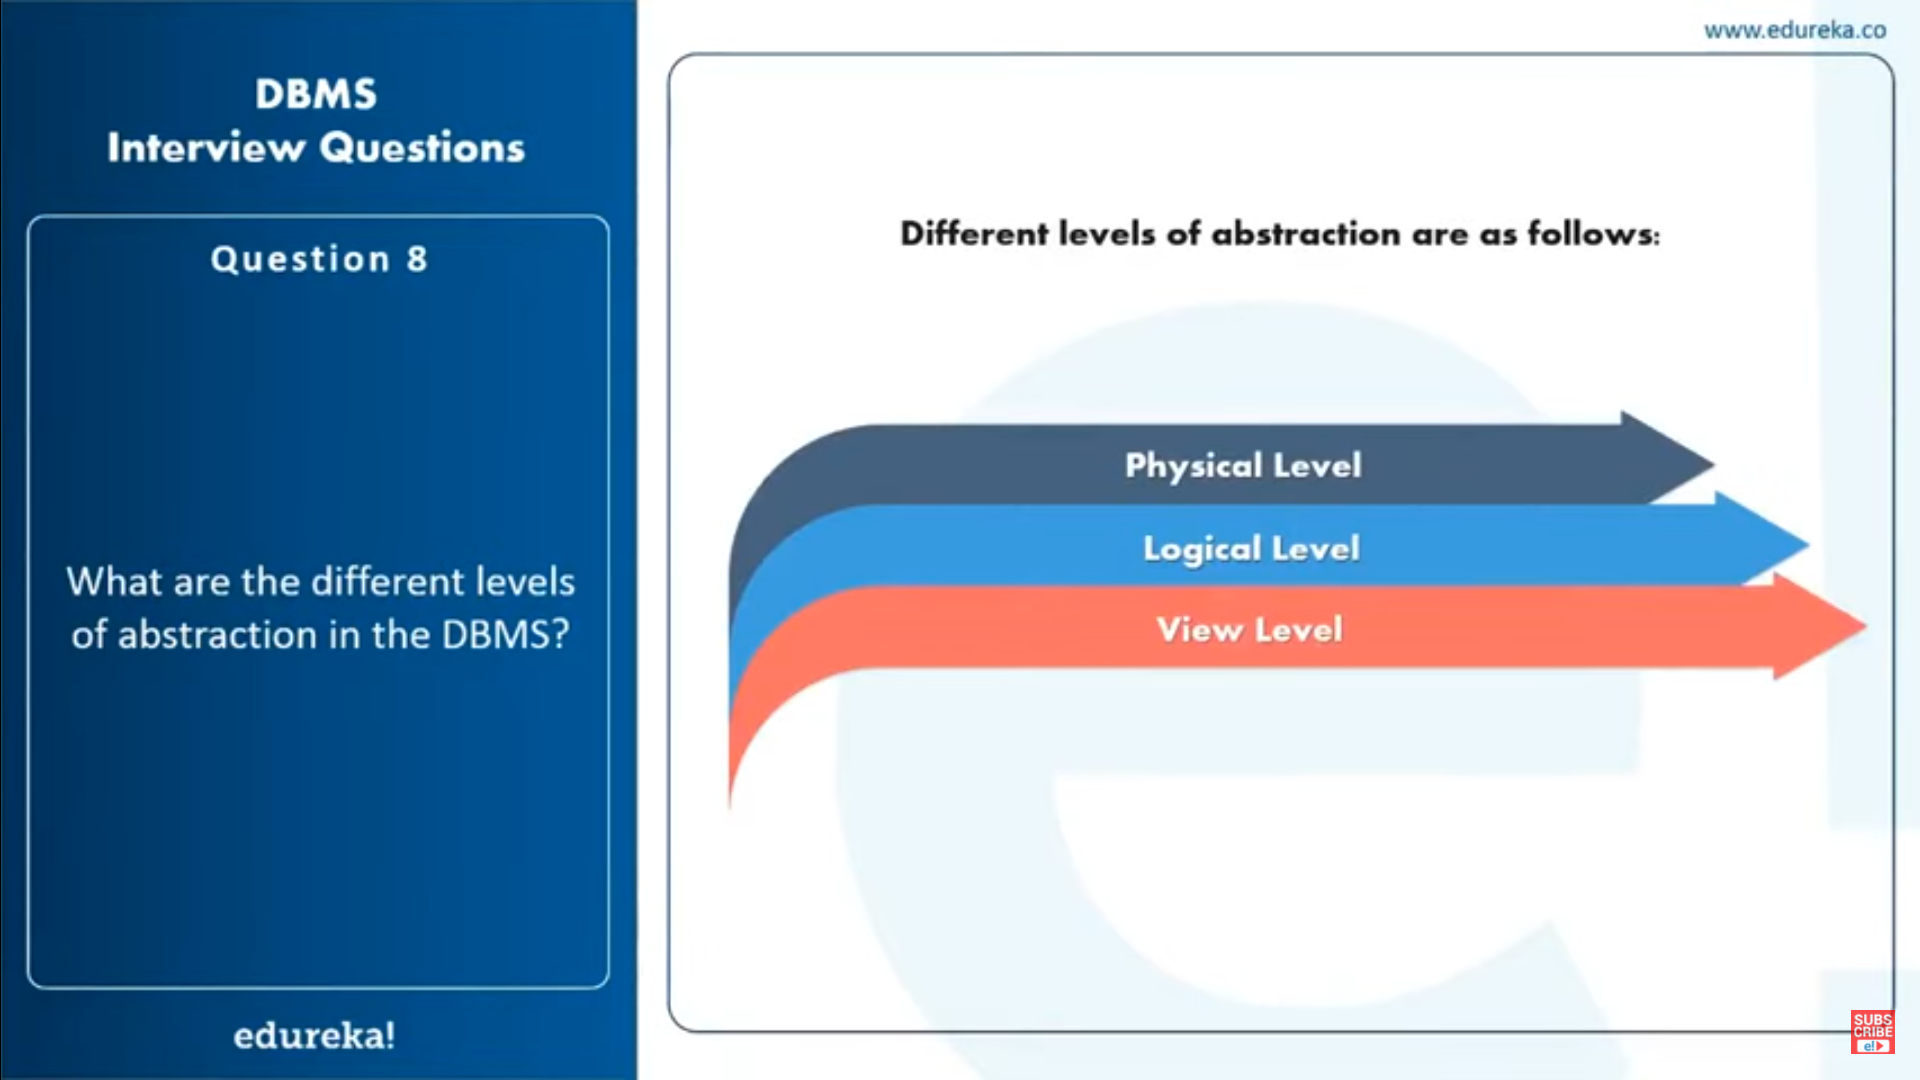 www.edureka.co
DBMS
Interview Questions
Question 8
What are the different levels
of abstraction in the DBMS?
edureka!
Different levels of abstraction are as follows:
Physical Level
Logical Level
View Level
SUBS
CRIBE
e!